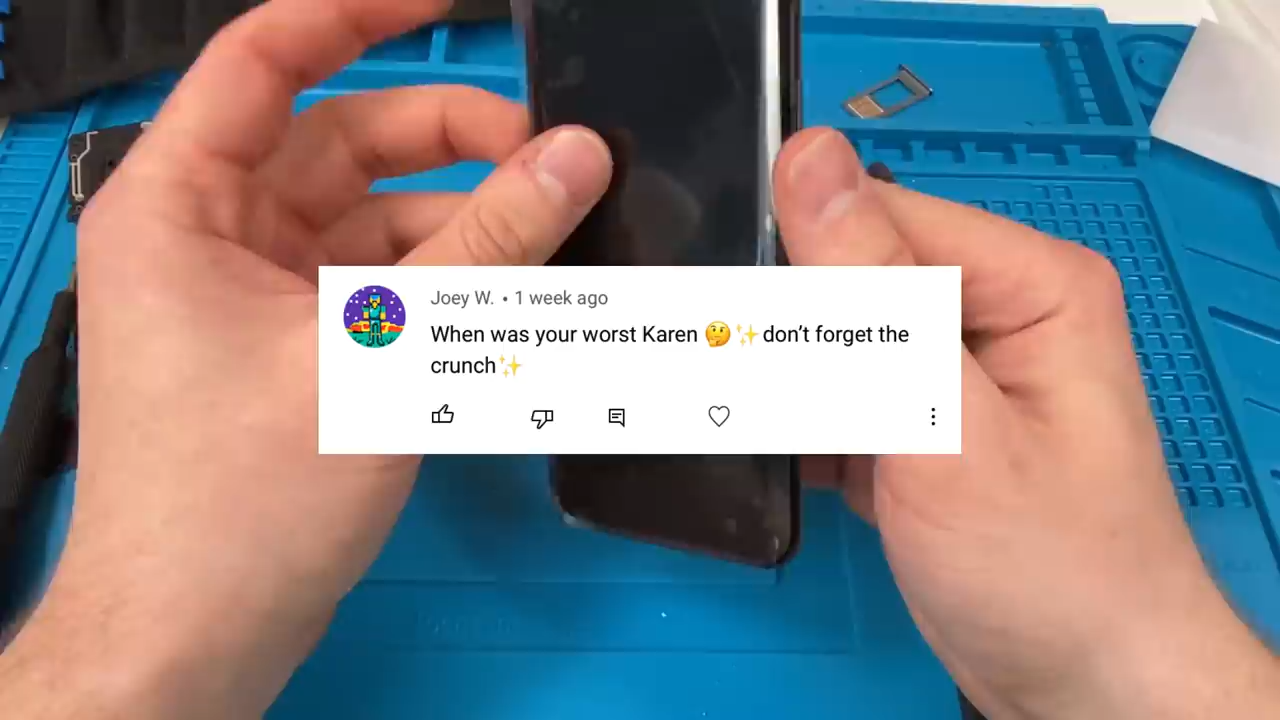 Joey W. • 1 week ago
When was your worst Karen 🤔✨don’t forget the
crunch✨